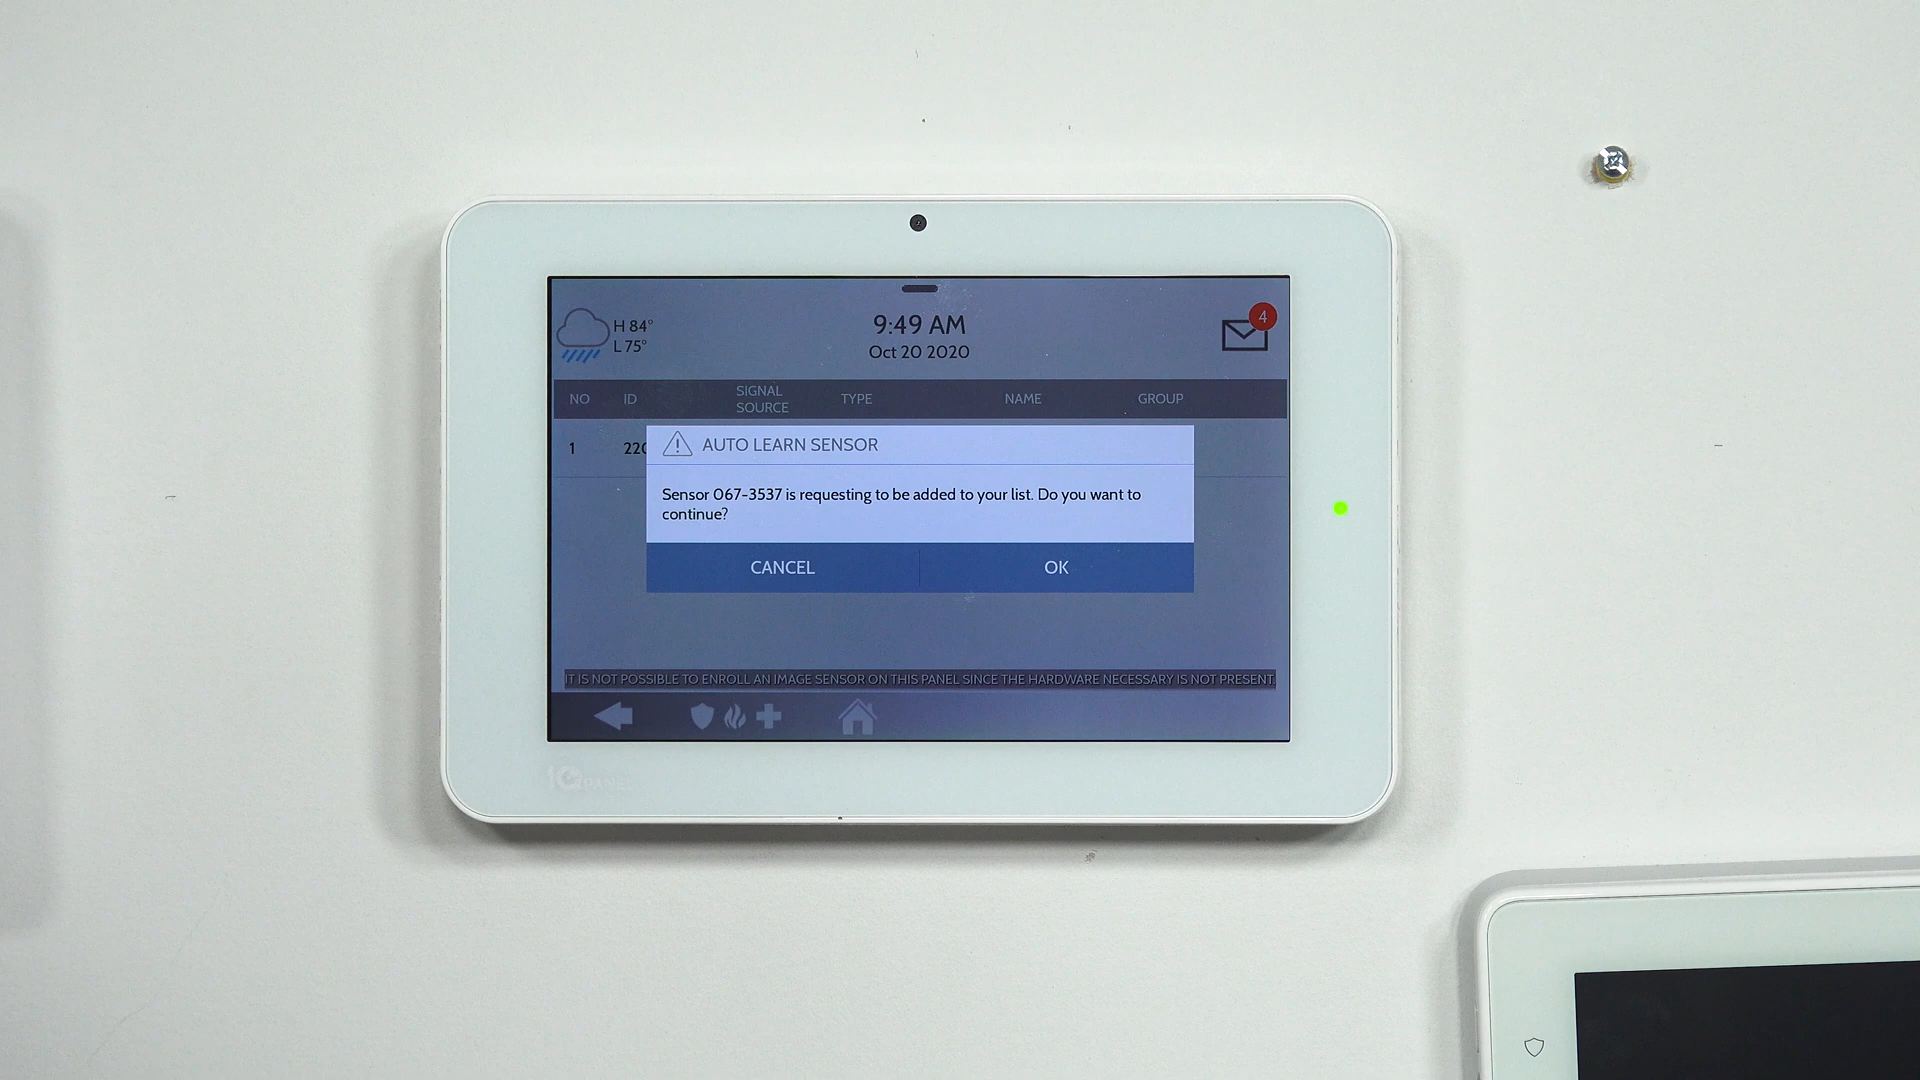 H 84°
L 75°
9:49 AM
Oct 20 2020
4
NO ID SIGNAL SOURCE TYPE NAME GROUP
1 220
AUTO LEARN SENSOR
Sensor 067-3537 is requesting to be added to your list. Do you want to
continue?
CANCEL OK
IT IS NOT POSSIBLE TO ENROLL AN IMAGE SENSOR ON THIS PANEL SINCE THE HARDWARE NECESSARY IS NOT PRESENT.
IQ PANEL